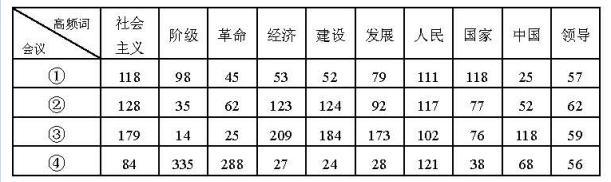 高频词 会议 社会主义 阶级 革命 经济 建设 发展 人民 国家 中国 领导
① 118 98 45 53 52 79 111 118 25 57
② 128 35 62 123 124 92 117 77 52 62
③ 179 14 25 209 184 173 102 76 118 59
④ 84 335 288 27 24 28 121 38 68 56